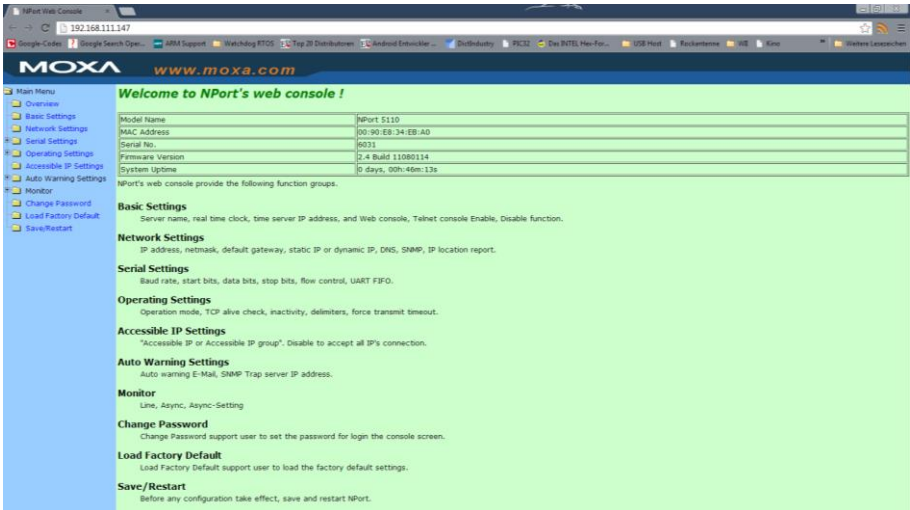 NPort Web Console
192.168.111.147
Google-Codes Google Search Oper... ARM Support Watchdog RTOS Top 20 Distributoren Android Entwickler ... DistIndustry PIC32 Das INTEL Hex-For... USB Host Rockantenne WB Kino Weitere Lesezeichen
MOXA www.moxa.com
Main Menu
Overview
Basic Settings
Network Settings
Serial Settings
Operating Settings
Accessible IP Settings
Auto Warning Settings
Monitor
Change Password
Load Factory Default
Save/Restart
Welcome to NPort's web console !
Model Name NPort 5110
MAC Address 00:90:E8:34:EB:A0
Serial No. 6031
Firmware Version 2.4 Build 11080114
System Uptime 0 days, 00h:46m:13s
NPort's web console provide the following function groups.
Basic Settings
Server name, real time clock, time server IP address, and Web console, Telnet console Enable, Disable function.
Network Settings
IP address, netmask, default gateway, static IP or dynamic IP, DNS, SNMP, IP location report.
Serial Settings
Baud rate, start bits, data bits, stop bits, flow control, UART FIFO.
Operating Settings
Operation mode, TCP alive check, inactivity, delimiters, force transmit timeout.
Accessible IP Settings
"Accessible IP or Accessible IP group". Disable to accept all IP's connection.
Auto Warning Settings
Auto warning E-Mail, SNMP Trap server IP address.
Monitor
Line, Async, Async-Setting
Change Password
Change Password support user to set the password for login the console screen.
Load Factory Default
Load Factory Default support user to load the factory default settings.
Save/Restart
Before any configuration take effect, save and restart NPort.